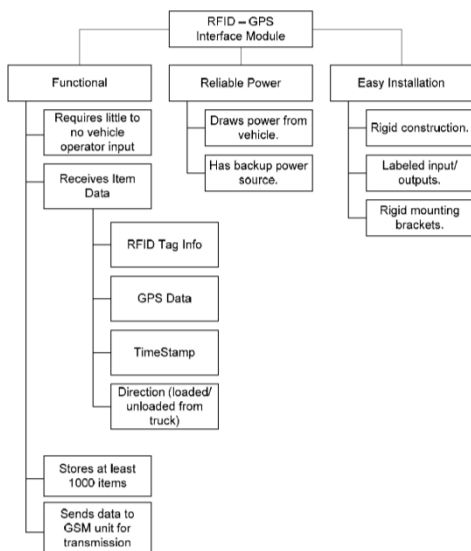 RFID – GPS
Interface Module
Functional
Reliable Power
Easy Installation
Requires little to
no vehicle
operator input
Receives Item
Data
RFID Tag Info
GPS Data
TimeStamp
Direction (loaded/
unloaded from
truck)
Stores at least
1000 items
Sends data to
GSM unit for
transmission
Draws power from
vehicle.
Has backup power
source.
Rigid construction.
Labeled input/
outputs.
Rigid mounting
brackets.